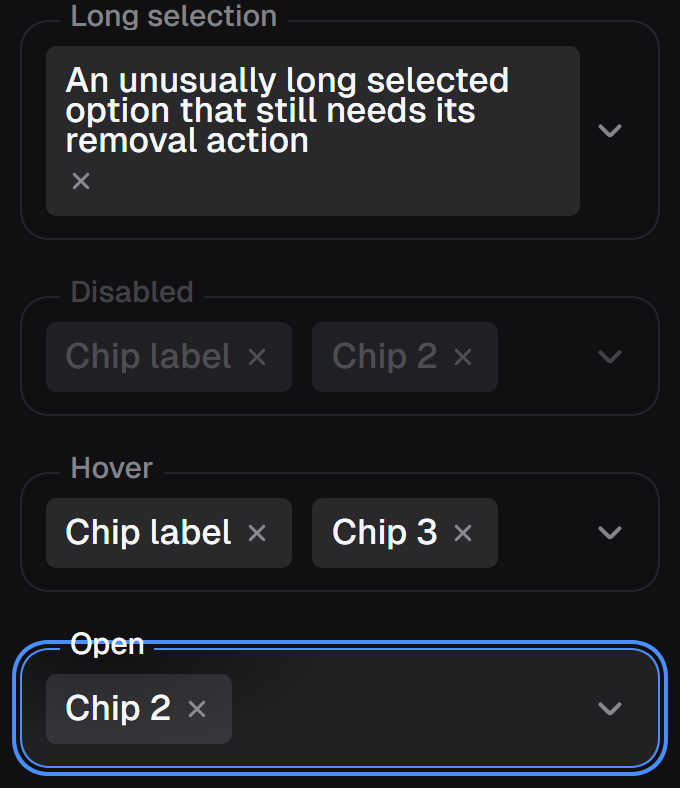 Long selection
An unusually long selected
option that still needs its
removal action
Disabled
Chip label
Chip 2
Hover
Chip label
Chip 3
Open
Chip 2